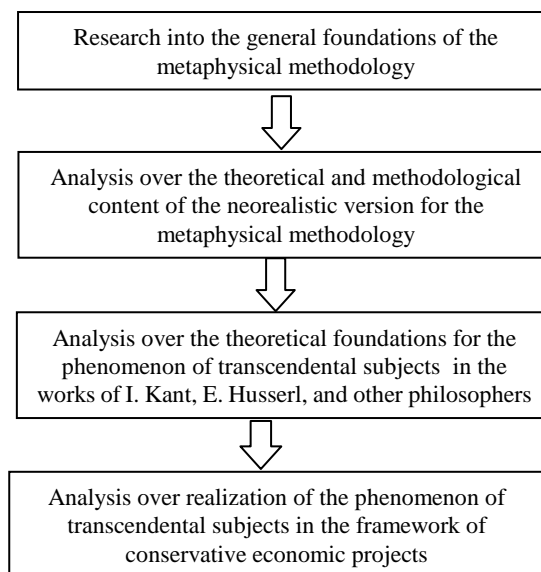 Research into the general foundations of the
metaphysical methodology
Analysis over the theoretical and methodological
content of the neorealistic version for the
metaphysical methodology
Analysis over the theoretical foundations for the
phenomenon of transcendental subjects in the
works of I. Kant, E. Husserl, and other philosophers
Analysis over realization of the phenomenon of
transcendental subjects in the framework of
conservative economic projects